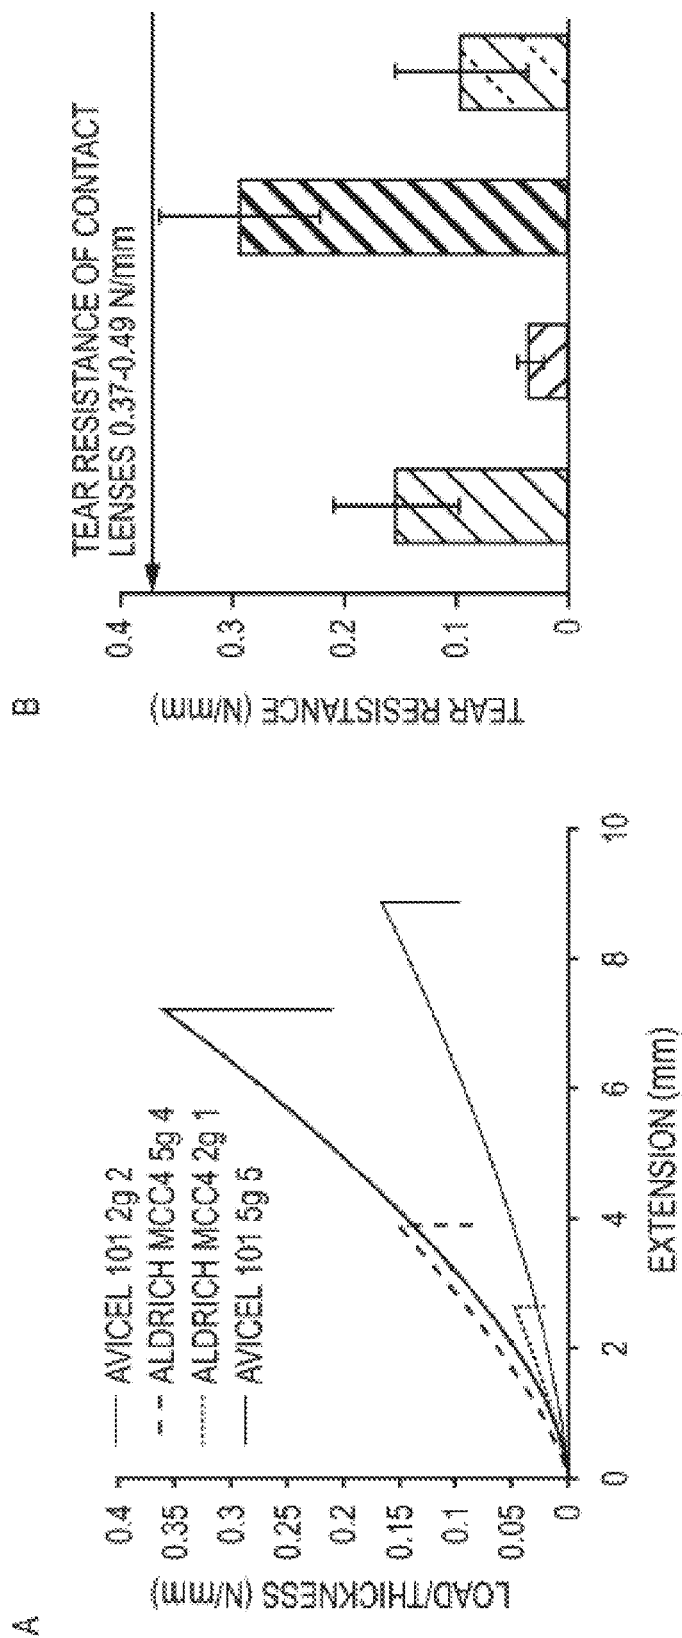 A
LOAD/THICKNESS (N/mm)
0.4
0.35
0.3
0.25
0.2
0.15
0.1
0.05
0
AVICEL 101 2g 2
ALDRICH MCC4 5g 4
ALDRICH MCC4 2g 1
AVICEL 101 5g 5
0 2 4 6 8 10
EXTENSION (mm)
B
TEAR RESISTANCE (N/mm)
0.4
0.3
0.2
0.1
0
TEAR RESISTANCE OF CONTACT
LENSES 0.37-0.49 N/mm